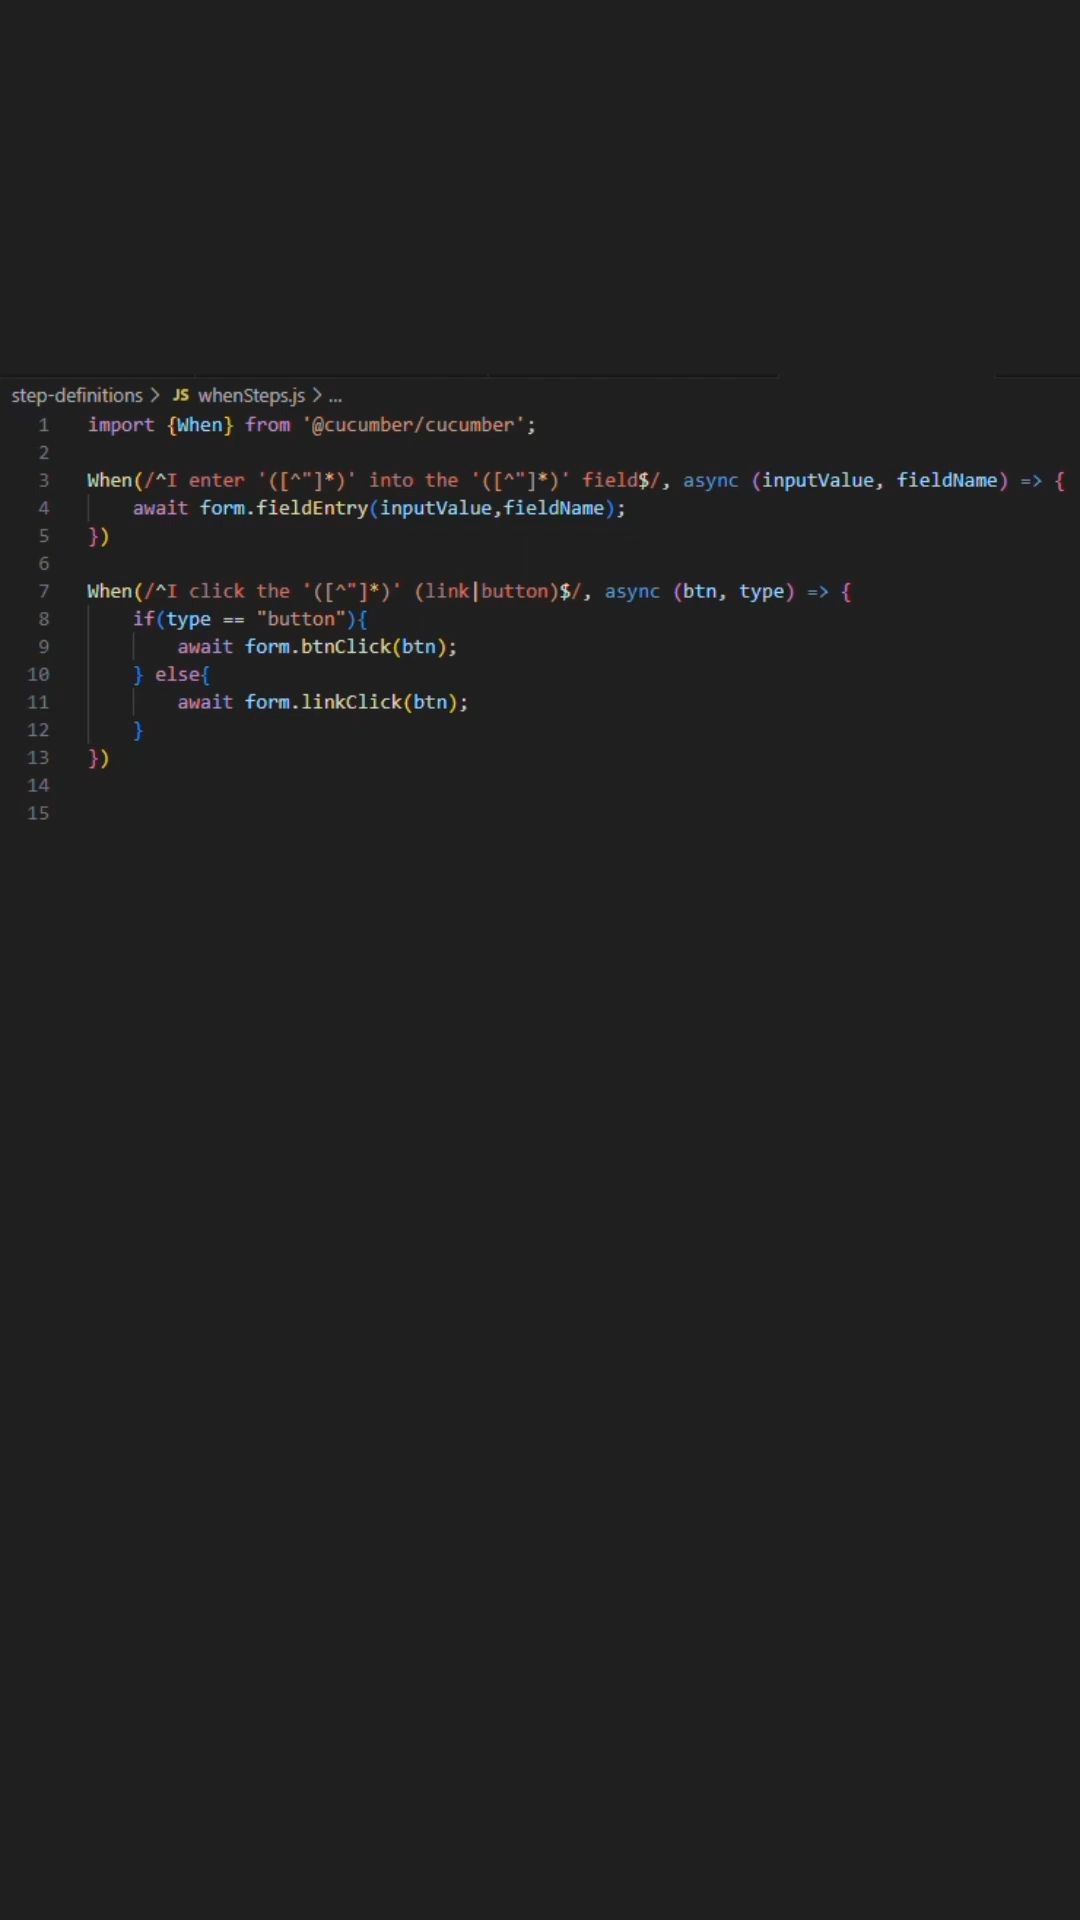 step-definitions > JS whenSteps.js > ...
1 import {When} from '@cucumber/cucumber';
2
3 When(/^I enter '([^"]*)' into the '([^"]*)' field$/, async (inputValue, fieldName) => {
4 await form.fieldEntry(inputValue,fieldName);
5 })
6
7 When(/^I click the '([^"]*)' (link|button)$/, async (btn, type) => {
8 if(type == "button"){
9 await form.btnClick(btn);
10 } else{
11 await form.linkClick(btn);
12 }
13 })
14
15